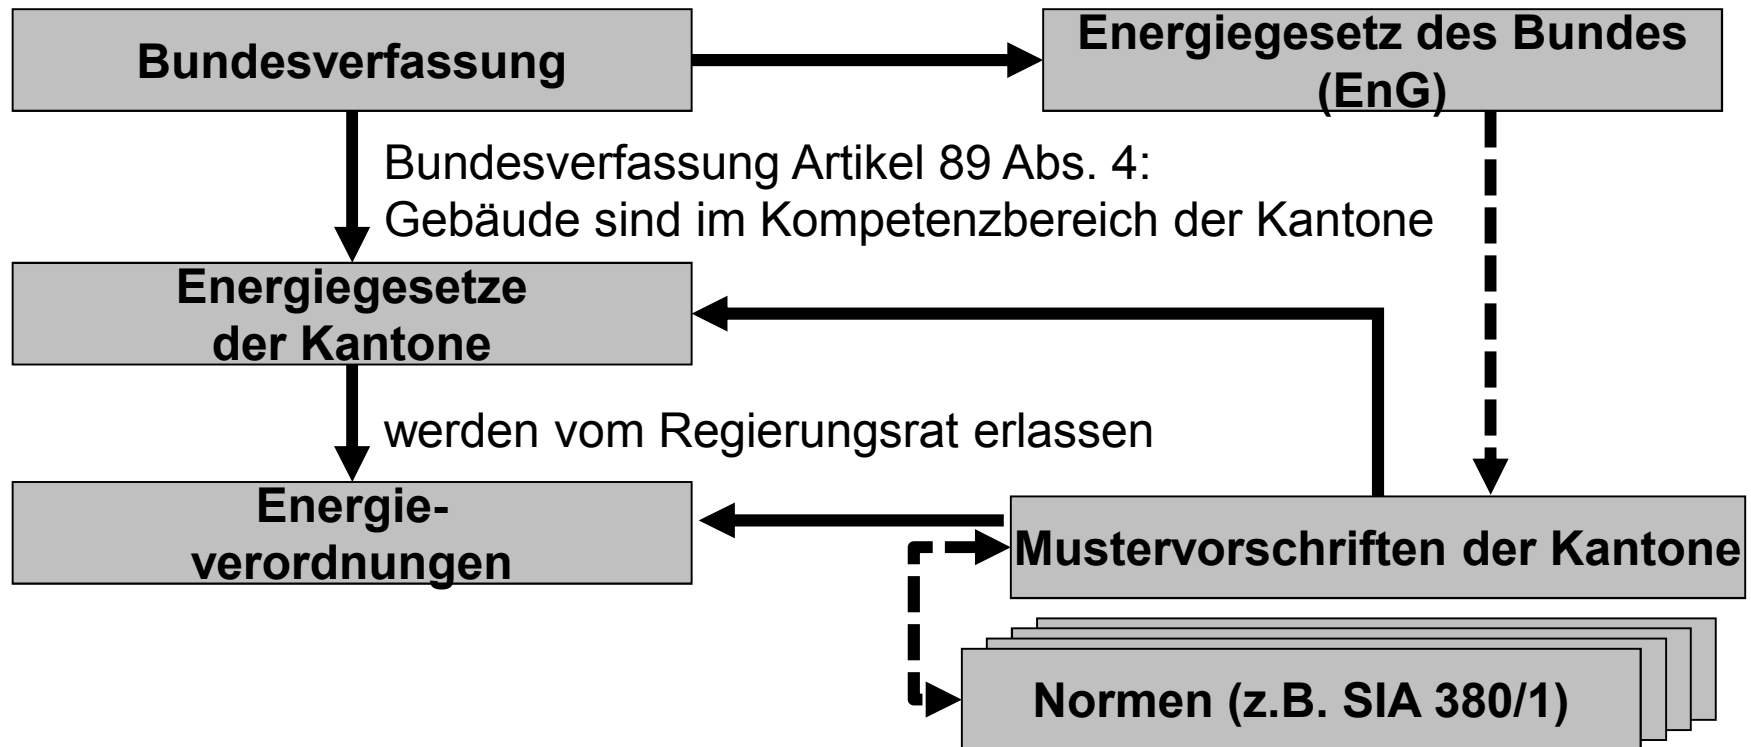 Bundesverfassung
Energiegesetz des Bundes
(EnG)
Bundesverfassung Artikel 89 Abs. 4:
Gebäude sind im Kompetenzbereich der Kantone
Energiegesetze
der Kantone
werden vom Regierungsrat erlassen
Energie-
verordnungen
Mustervorschriften der Kantone
Normen (z.B. SIA 380/1)